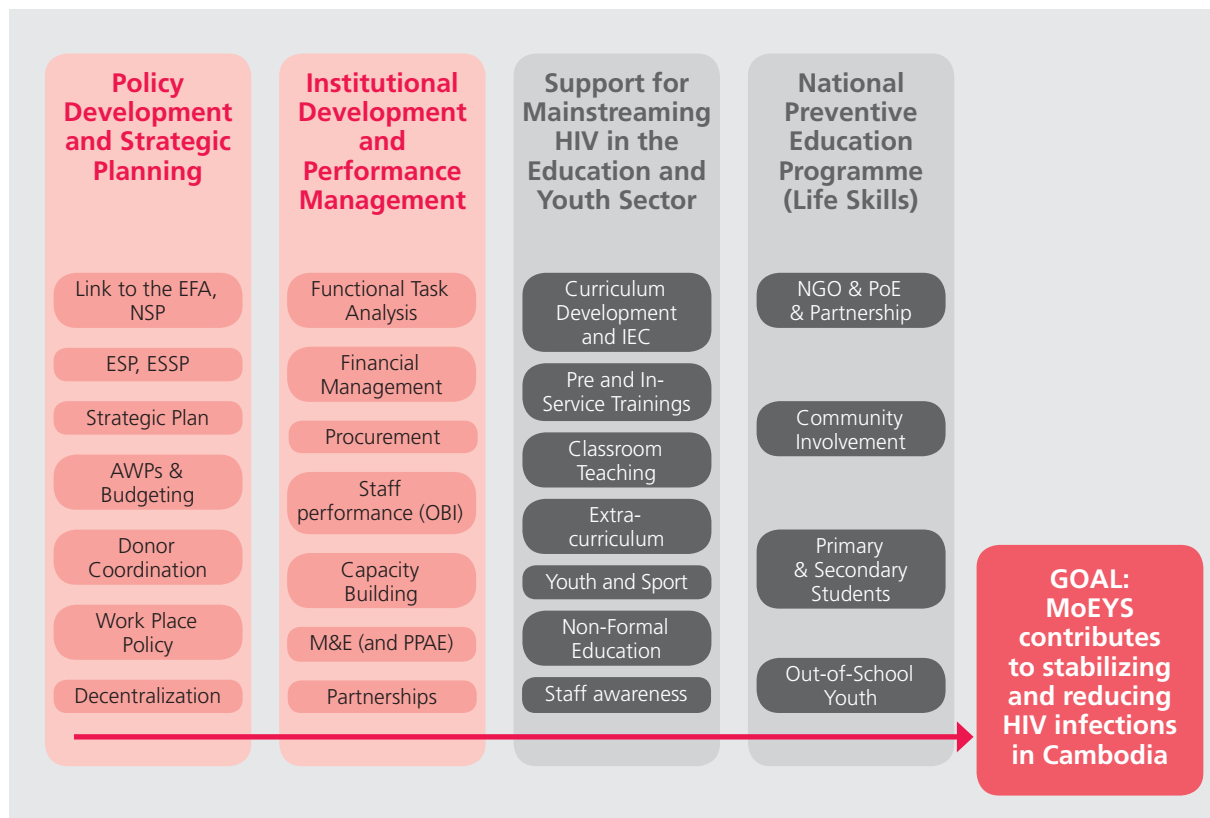 Policy
Development
and Strategic
Planning
Link to the EFA,
NSP
ESP, ESSP
Strategic Plan
AWPs &
Budgeting
Donor
Coordination
Work Place
Policy
Decentralization
Institutional
Development
and
Performance
Management
Functional Task
Analysis
Financial
Management
Procurement
Staff
performance (OBI)
Capacity
Building
M&E (and PPAE)
Partnerships
Support for
Mainstreaming
HIV in the
Education and
Youth Sector
Curriculum
Development
and IEC
Pre and In-
Service Trainings
Classroom
Teaching
Extra-
curriculum
Youth and Sport
Non-Formal
Education
Staff awareness
National
Preventive
Education
Programme
(Life Skills)
NGO & PoE
& Partnership
Community
Involvement
Primary
& Secondary
Students
Out-of-School
Youth
GOAL:
MoEYS
contributes
to stabilizing
and reducing
HIV infections
in Cambodia